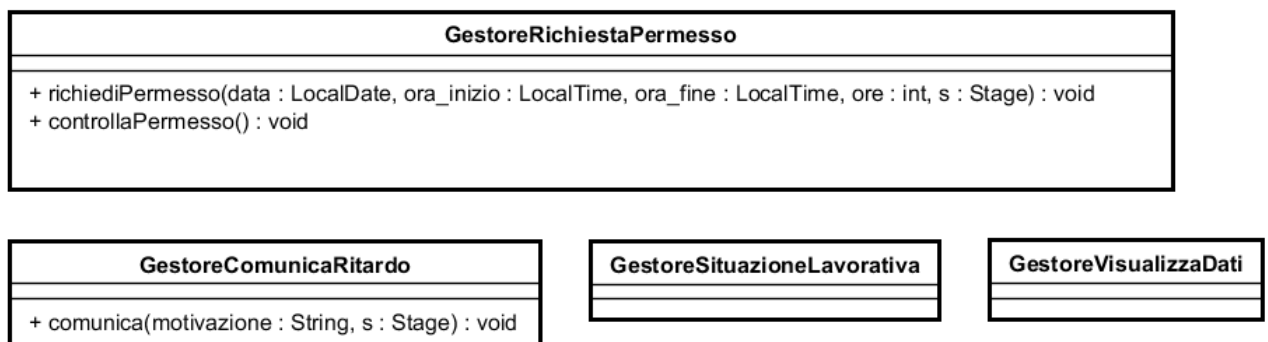 GestoreRichiestaPermesso
+ richiediPermesso(data : LocalDate, ora_inizio : LocalTime, ora_fine : LocalTime, ore : int, s : Stage) : void
+ controllaPermesso() : void
GestoreComunicaRitardo
+ comunica(motivazione : String, s : Stage) : void
GestoreSituazioneLavorativa
GestoreVisualizzaDati